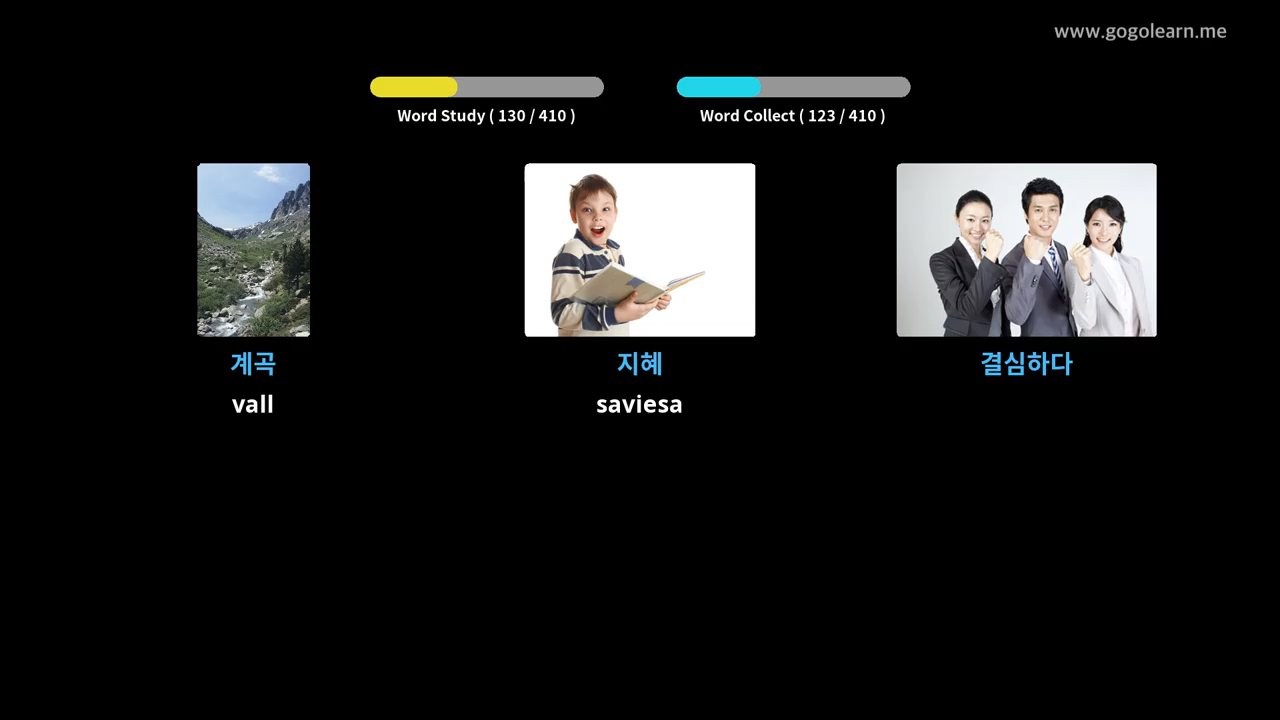 www.gogolearn.me
Word Study ( 130 / 410 )
Word Collect ( 123 / 410 )
계곡
지혜
결심하다
vall
saviesa